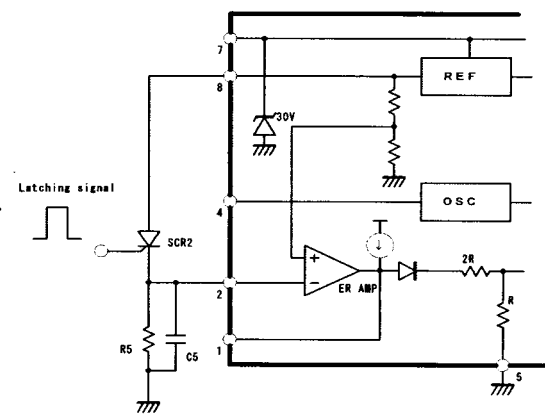 7
8
REF
30V
Latching signal
4
OSC
SCR2
+
2
−
ER AMP
2R
R
R5
C5
1
5